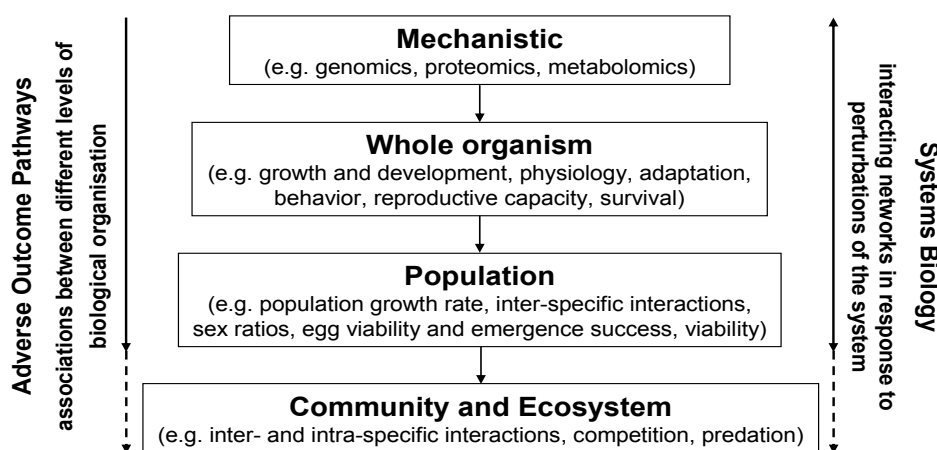 Adverse Outcome Pathways
associations between different levels of
biological organisation
Mechanistic
(e.g. genomics, proteomics, metabolomics)
Whole organism
(e.g. growth and development, physiology, adaptation,
behavior, reproductive capacity, survival)
Population
(e.g. population growth rate, inter-specific interactions,
sex ratios, egg viability and emergence success, viability)
Community and Ecosystem
(e.g. inter- and intra-specific interactions, competition, predation)
Systems Biology
interacting networks in response to
perturbations of the system